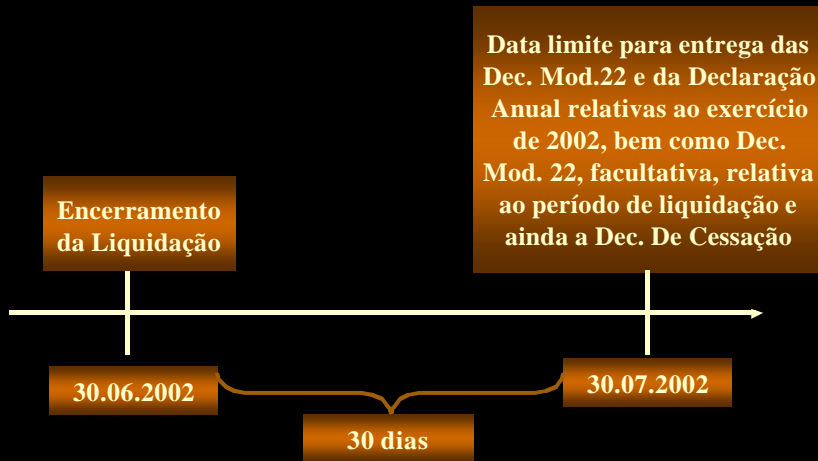 Data limite para entrega das
Dec. Mod.22 e da Declaração
Anual relativas ao exercício
de 2002, bem como Dec.
Mod. 22, facultativa, relativa
ao período de liquidação e
ainda a Dec. De Cessação
Encerramento
da Liquidação
30.06.2002
30.07.2002
30 dias